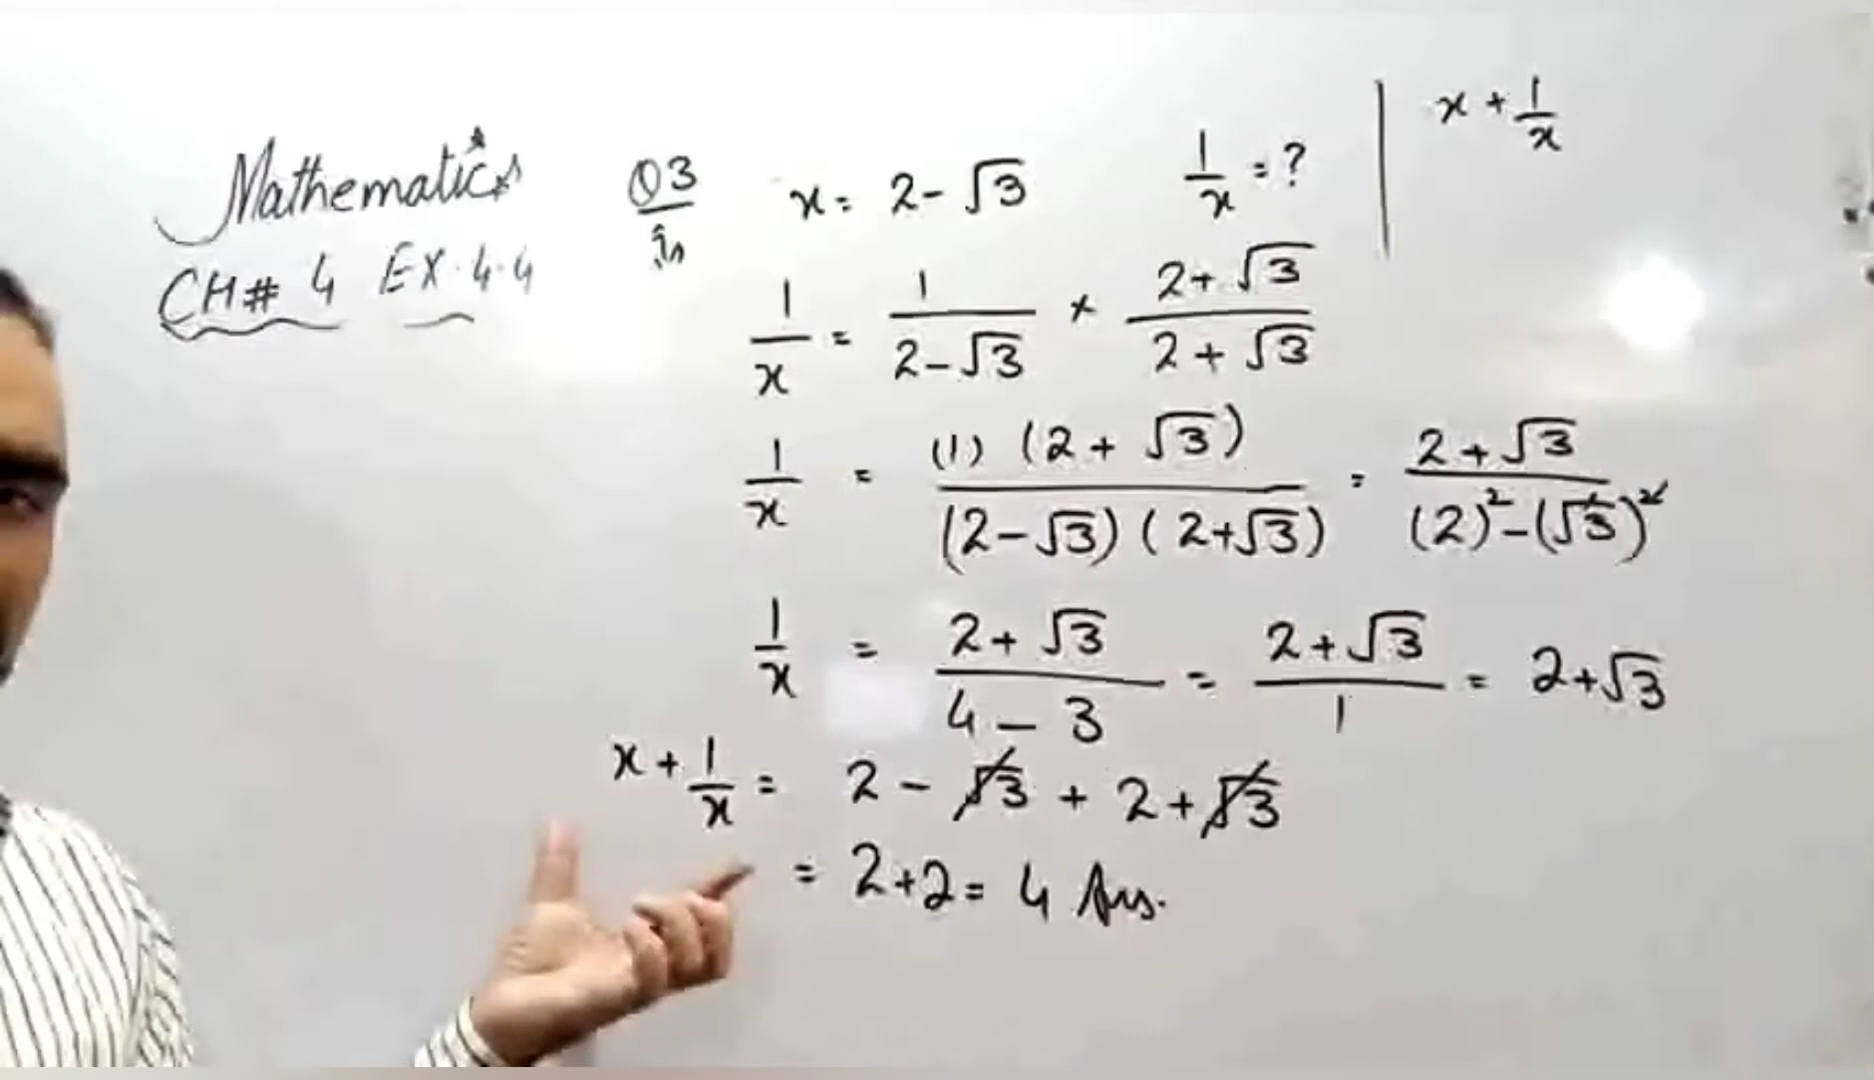 Mathematics
CH# 4 EX.4.4
Q3 x = 2-√3 1/x = ? | x + 1/x
1/x = 1/(2-√3) × (2+√3)/(2+√3)
1/x = (1)(2+√3)/((2-√3)(2+√3)) = (2+√3)/((2)²-(√3)²)
1/x = (2+√3)/(4-3) = (2+√3)/1 = 2+√3
x + 1/x = 2 - √3 + 2 + √3
= 2+2 = 4 Ans.